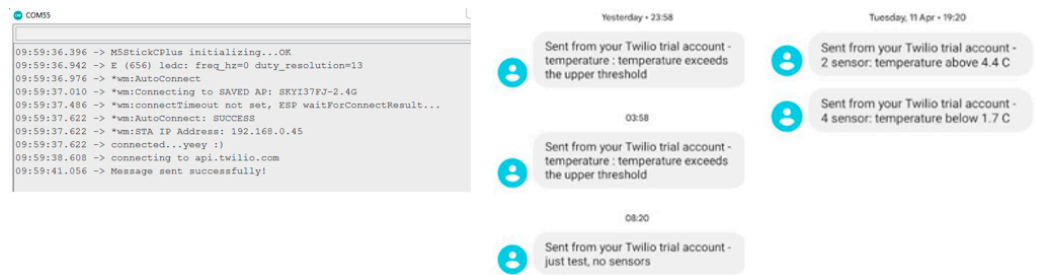 COM55
09:59:36.396 -> M5StickCPlus initializing...OK
09:59:36.942 -> E (656) ledc: freq_hz=0 duty_resolution=13
09:59:36.976 -> *wm:AutoConnect
09:59:37.010 -> *wm:Connecting to SAVED AP: SKYI37FJ-2.4G
09:59:37.486 -> *wm:connectTimeout not set, ESP waitForConnectResult...
09:59:37.622 -> *wm:AutoConnect: SUCCESS
09:59:37.622 -> *wm:STA IP Address: 192.168.0.45
09:59:37.622 -> connected...yeey :)
09:59:38.608 -> connecting to api.twilio.com
09:59:41.056 -> Message sent successfully!
Yesterday • 23:58
Sent from your Twilio trial account -
temperature : temperature exceeds
the upper threshold
03:58
Sent from your Twilio trial account -
temperature : temperature exceeds
the upper threshold
08:20
Sent from your Twilio trial account -
just test, no sensors
Tuesday, 11 Apr • 19:20
Sent from your Twilio trial account -
2 sensor: temperature above 4.4 C
Sent from your Twilio trial account -
4 sensor: temperature below 1.7 C